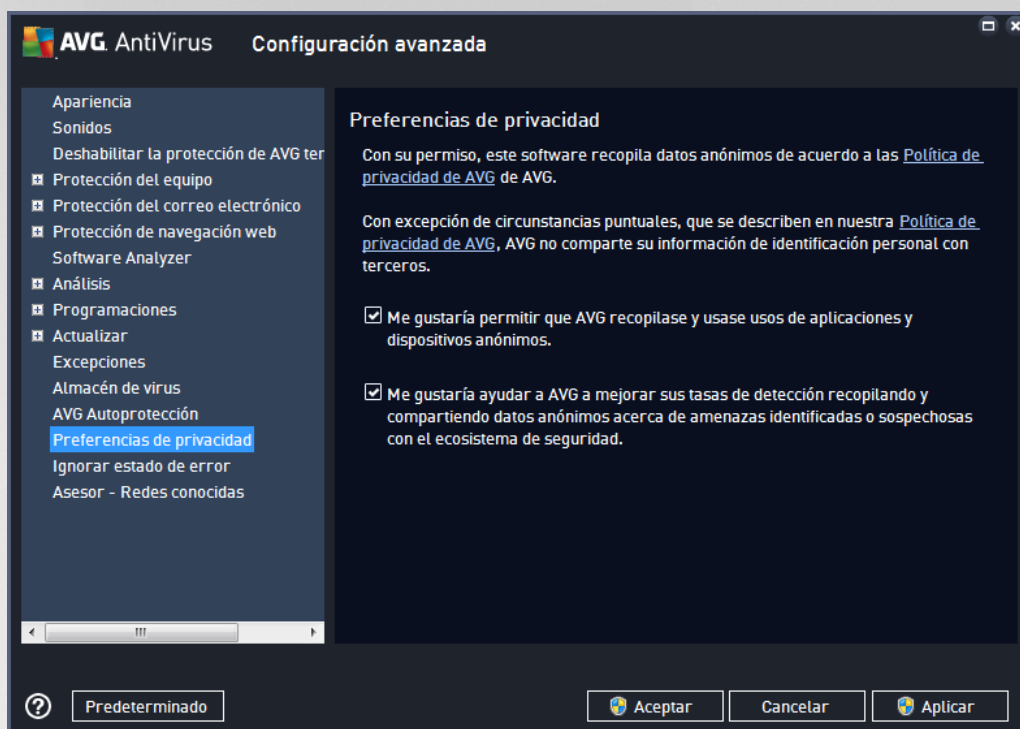 AVG. AntiVirus Configuración avanzada
Apariencia
Sonidos
Deshabilitar la protección de AVG ter
Protección del equipo
Protección del correo electrónico
Protección de navegación web
Software Analyzer
Análisis
Programaciones
Actualizar
Excepciones
Almacén de virus
AVG Autoprotección
Preferencias de privacidad
Ignorar estado de error
Asesor - Redes conocidas
Preferencias de privacidad
Con su permiso, este software recopila datos anónimos de acuerdo a las Política de
privacidad de AVG de AVG.
Con excepción de circunstancias puntuales, que se describen en nuestra Política de
privacidad de AVG, AVG no comparte su información de identificación personal con
terceros.
Me gustaría permitir que AVG recopilase y usase usos de aplicaciones y
dispositivos anónimos.
Me gustaría ayudar a AVG a mejorar sus tasas de detección recopilando y
compartiendo datos anónimos acerca de amenazas identificadas o sospechosas
con el ecosistema de seguridad.
Predeterminado
Aceptar
Cancelar
Aplicar